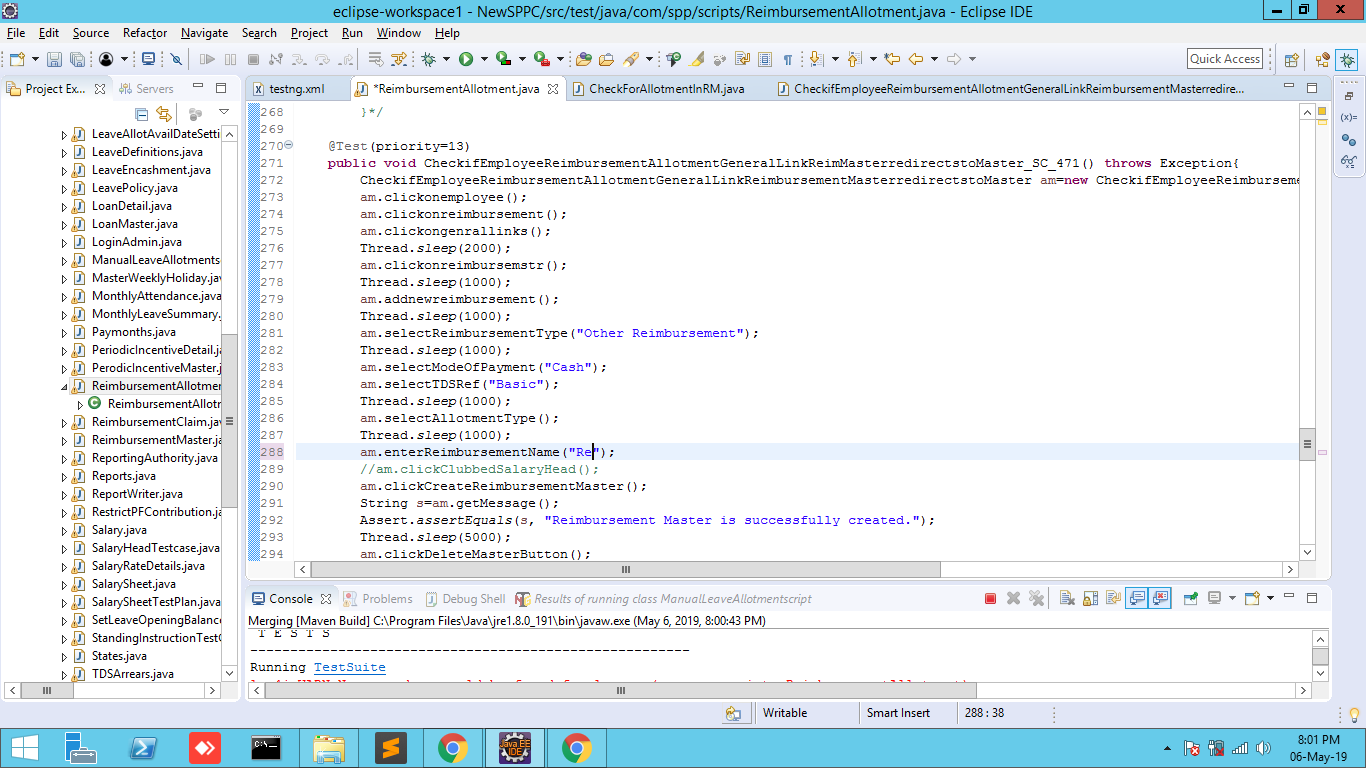 eclipse-workspace1 - NewSPPC/src/test/java/com/spp/scripts/ReimbursementAllotment.java - Eclipse IDE
File Edit Source Refactor Navigate Search Project Run Window Help
Quick Access
Project Ex... Servers
testng.xml *ReimbursementAllotment.java CheckForAllotmentInRM.java CheckifEmployeeReimbursementAllotmentGeneralLinkReimbursementMasterredire...
LeaveAllotAvailDateSetti
LeaveDefinitions.java
LeaveEncashment.java
LeavePolicy.java
LoanDetail.java
LoanMaster.java
LoginAdmin.java
ManualLeaveAllotments
MasterWeeklyHoliday.jav
MonthlyAttendance.java
MonthlyLeaveSummary.
Paymonths.java
PeriodicIncentiveDetail.ja
PerodicIncentiveMaster.j
ReimbursementAllotmer
ReimbursementAllotr
ReimbursementClaim.jav
ReimbursementMaster.ja
ReportingAuthority.java
Reports.java
ReportWriter.java
RestrictPFContribution.ja
Salary.java
SalaryHeadTestcase.java
SalaryRateDetails.java
SalarySheet.java
SalarySheetTestPlan.java
SetLeaveOpeningBalance
StandingInstructionTestC
States.java
TDSArrears.java
268 }*/
269
270 @Test(priority=13)
271 public void CheckifEmployeeReimbursementAllotmentGeneralLinkReimMasterredirectstoMaster_SC_471() throws Exception{
272 CheckifEmployeeReimbursementAllotmentGeneralLinkReimbursementMasterredirectstoMaster am=new CheckifEmployeeReimburseme
273 am.clickonemployee();
274 am.clickonreimbursement();
275 am.clickongenrallinks();
276 Thread.sleep(2000);
277 am.clickonreimbursemstr();
278 Thread.sleep(1000);
279 am.addnewreimbursement();
280 Thread.sleep(1000);
281 am.selectReimbursementType("Other Reimbursement");
282 Thread.sleep(1000);
283 am.selectModeOfPayment("Cash");
284 am.selectTDSRef("Basic");
285 Thread.sleep(1000);
286 am.selectAllotmentType();
287 Thread.sleep(1000);
288 am.enterReimbursementName("Re");
289 //am.clickClubbedSalaryHead();
290 am.clickCreateReimbursementMaster();
291 String s=am.getMessage();
292 Assert.assertEquals(s, "Reimbursement Master is successfully created.");
293 Thread.sleep(5000);
294 am.clickDeleteMasterButton();
Console Problems Debug Shell Results of running class ManualLeaveAllotmentscript
Merging [Maven Build] C:\Program Files\Java\jre1.8.0_191\bin\javaw.exe (May 6, 2019, 8:00:43 PM)
T E S T S
-------------------------------------------------------
Running TestSuite
Writable Smart Insert 288 : 38
8:01 PM
06-May-19